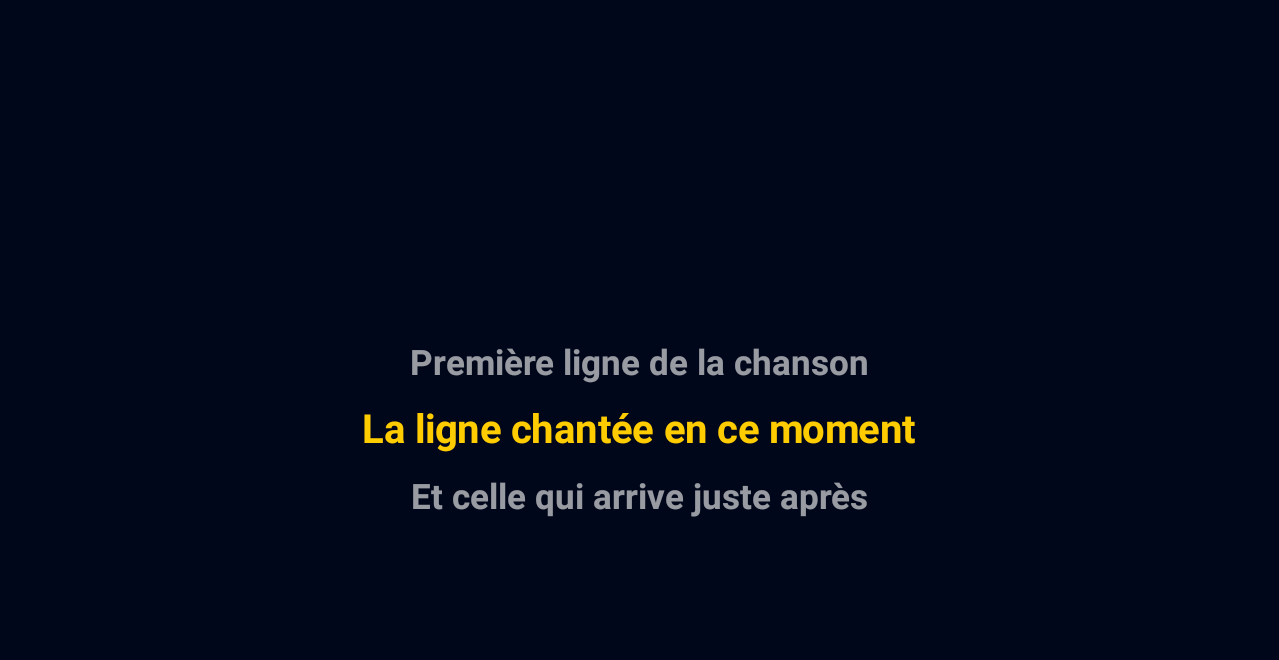 Première ligne de la chanson
La ligne chantée en ce moment
Et celle qui arrive juste après